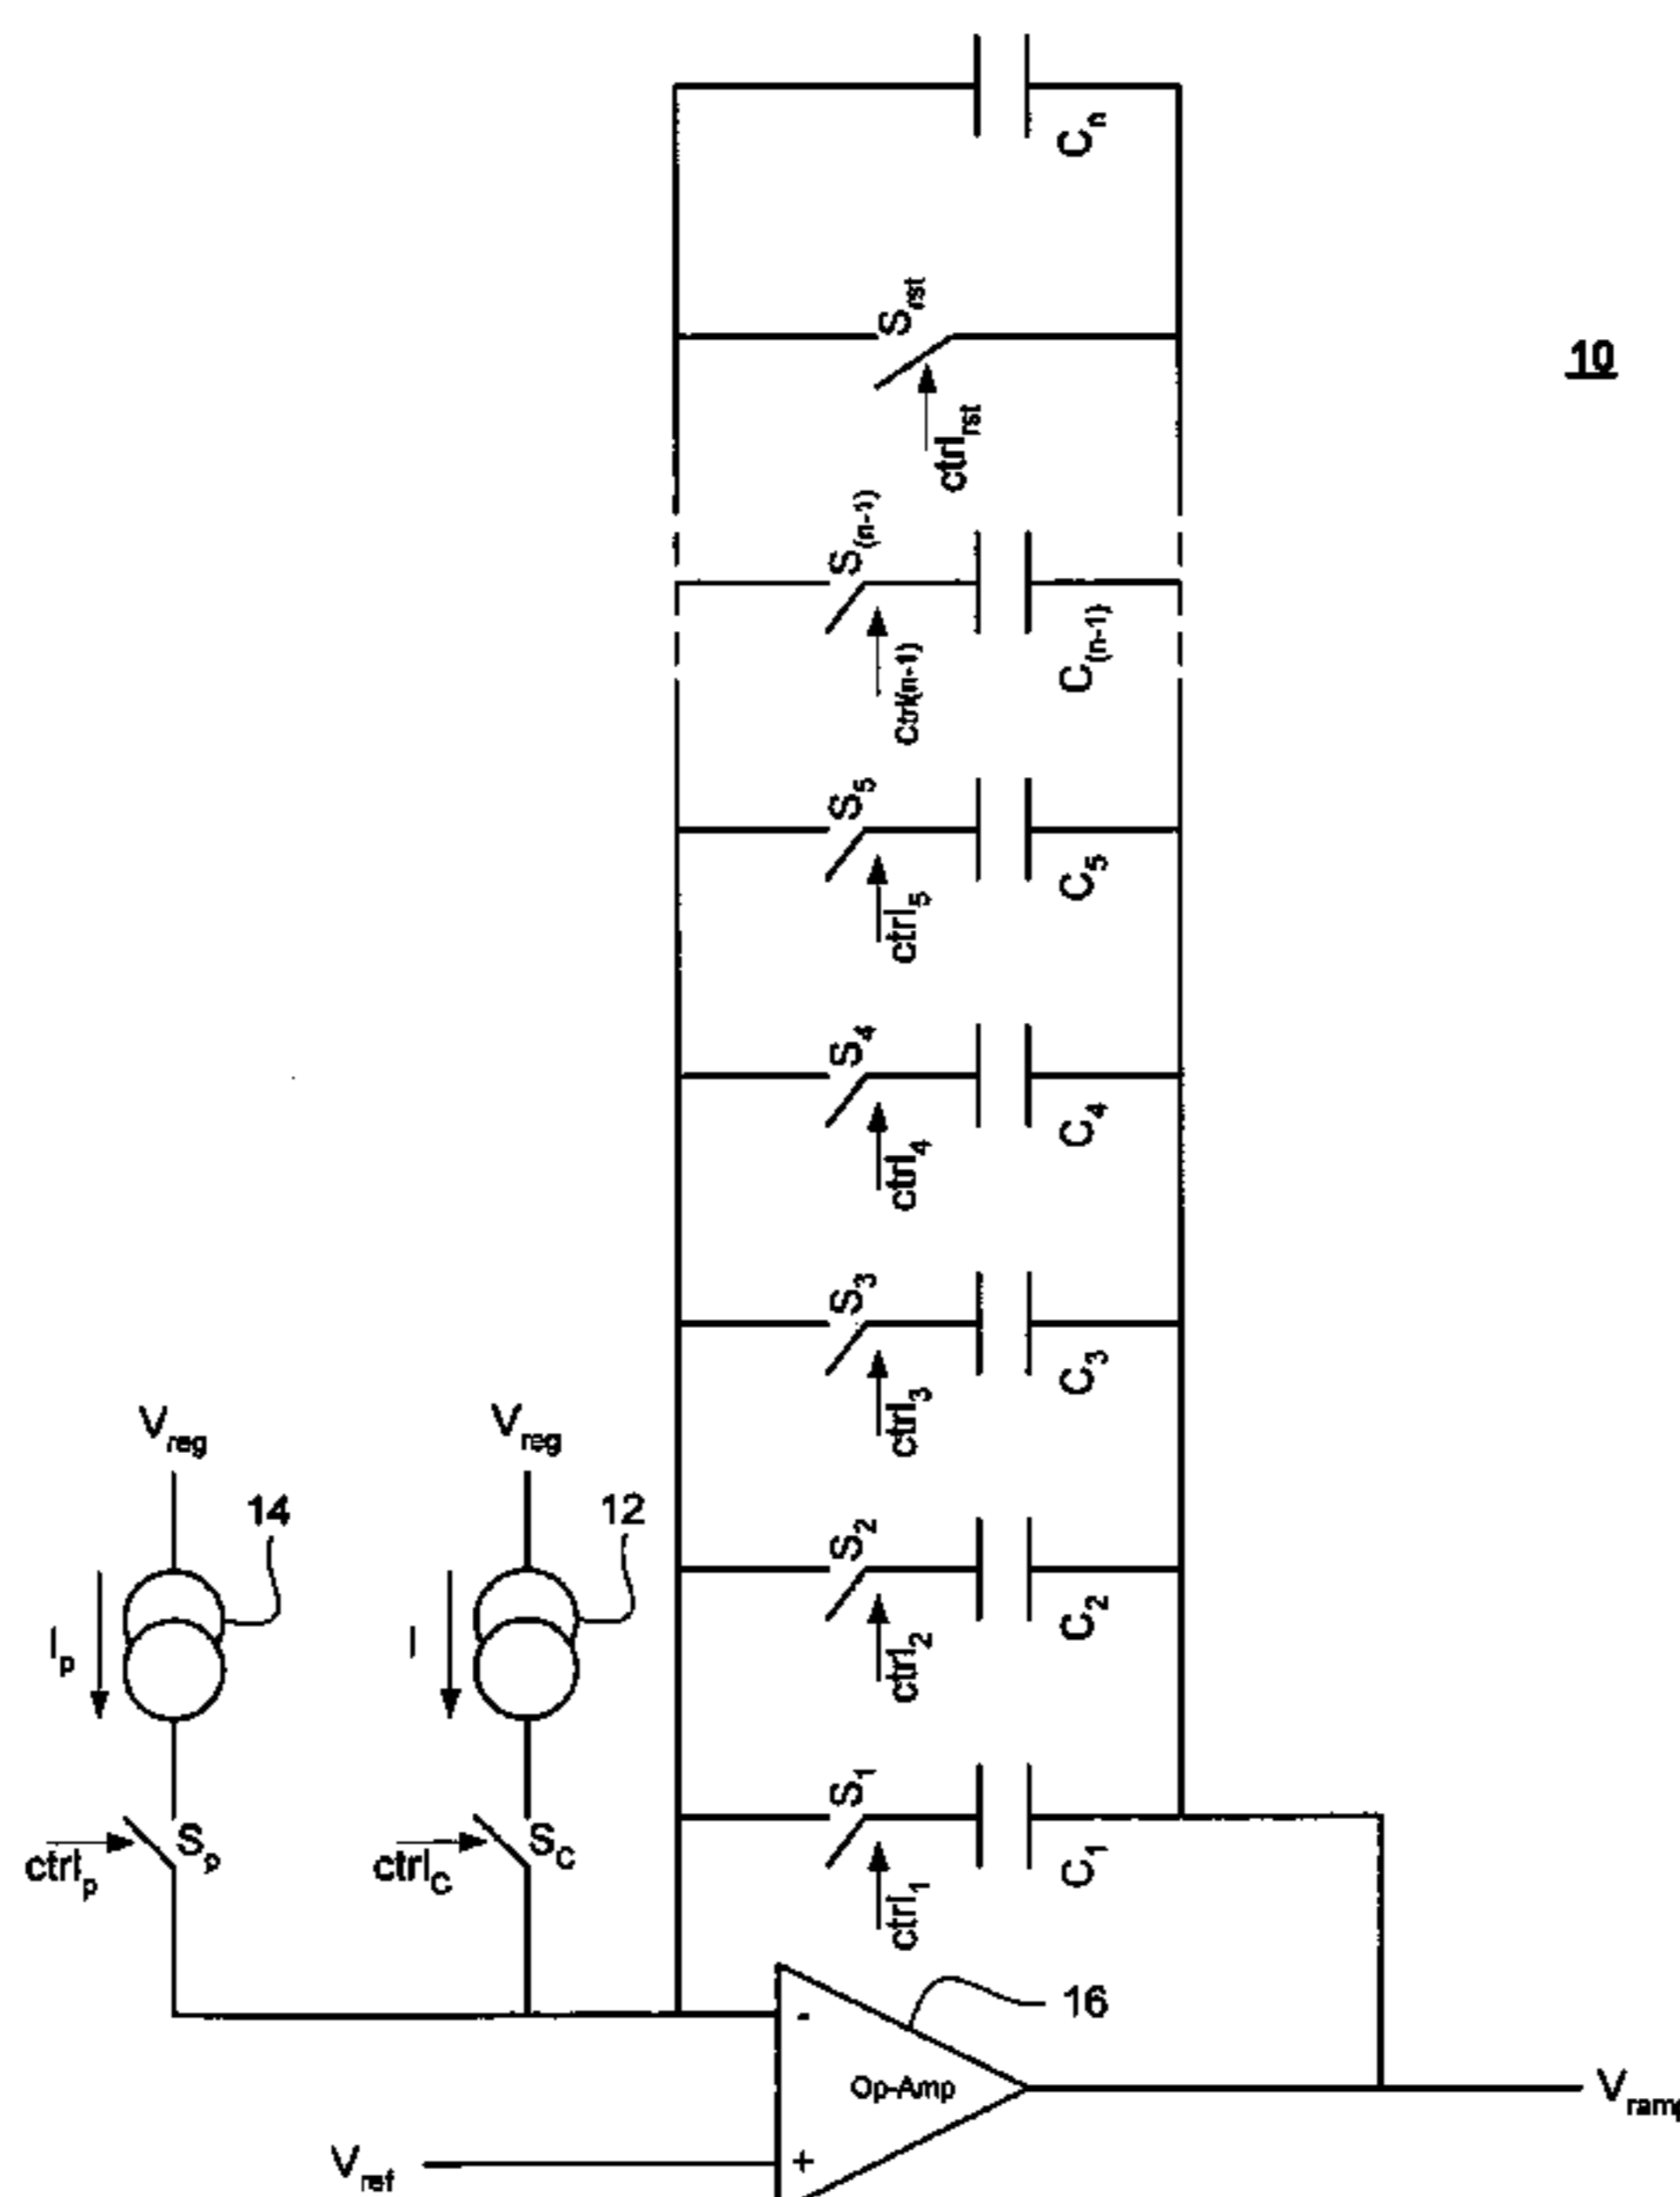 Cn
Srst
10
ctrlrst
S(n-1)
Ctrl(n-1)
C(n-1)
S5
ctrl5
C5
S4
ctrl4
C4
S3
ctrl3
C3
Vreg
Vreg
14
12
S2
Ip
I
ctrl2
C2
S1
ctrlp
Sp
ctrlC
SC
ctrl1
C1
-
16
Op-Amp
Vramp
Vref
+